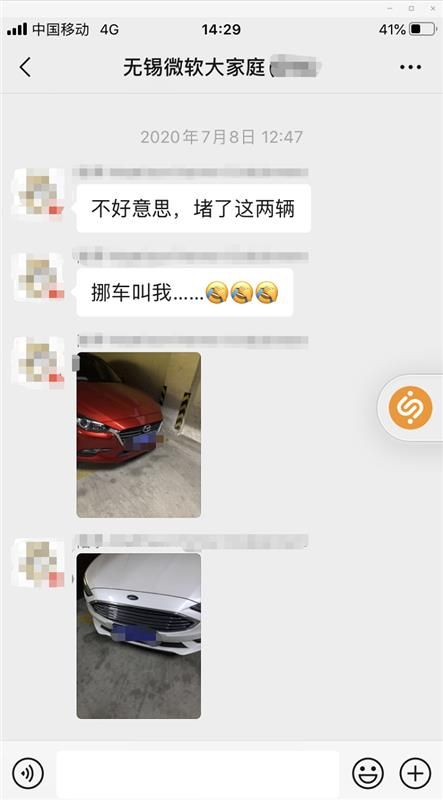 中国移动 4G
14:29
41%
无锡微软大家庭(
2020年7月8日 12:47
不好意思，堵了这两辆
挪车叫我......